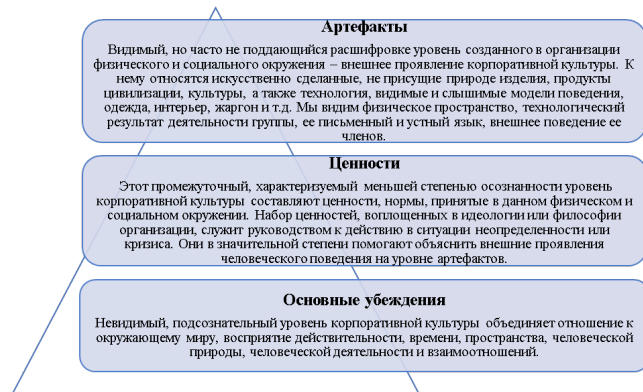 Артефакты
Видимый, но часто не поддающийся расшифровке уровень созданного в организации
физического и социального окружения – внешнее проявление корпоративной культуры. К
нему относятся искусственно сделанные, не присущие природе изделия, продукты
цивилизации, культуры, а также технология, видимые и слышимые модели поведения,
одежда, интерьер, жаргон и т.д. Мы видим физическое пространство, технологический
результат деятельности группы, ее письменный и устный язык, внешнее поведение ее
членов.
Ценности
Этот промежуточный, характеризуемый меньшей степенью осознанности уровень
корпоративной культуры составляют ценности, нормы, принятые в данном физическом и
социальном окружении. Набор ценностей, воплощенных в идеологии или философии
организации, служит руководством к действию в ситуации неопределенности или
кризиса. Они в значительной степени помогают объяснить внешние проявления
человеческого поведения на уровне артефактов.
Основные убеждения
Невидимый, подсознательный уровень корпоративной культуры объединяет отношение к
окружающему миру, восприятие действительности, времени, пространства, человеческой
природы, человеческой деятельности и взаимоотношений.